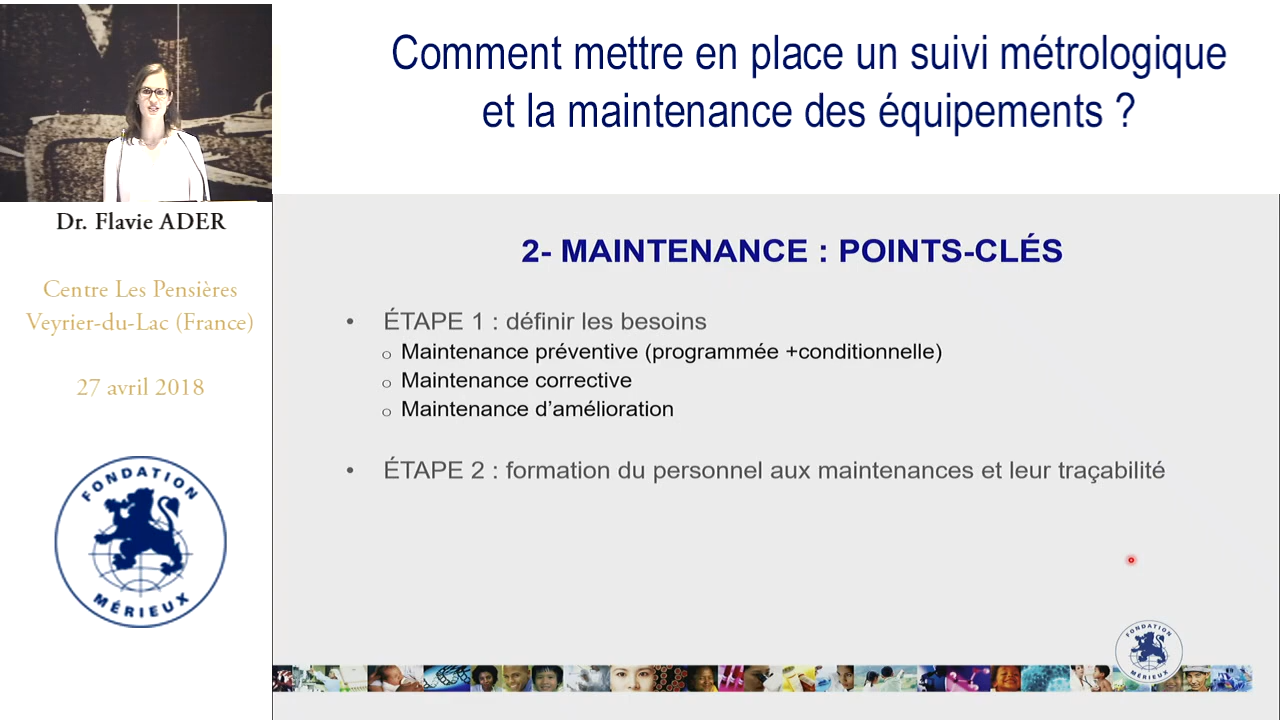 Comment mettre en place un suivi métrologique
et la maintenance des équipements ?
Dr. Flavie ADER
Centre Les Pensières
Veyrier-du-Lac (France)
27 avril 2018
FONDATION
MÉRIEUX
2- MAINTENANCE : POINTS-CLÉS
• ÉTAPE 1 : définir les besoins
o Maintenance préventive (programmée +conditionnelle)
o Maintenance corrective
o Maintenance d’amélioration
• ÉTAPE 2 : formation du personnel aux maintenances et leur traçabilité
FONDATION
MÉRIEUX